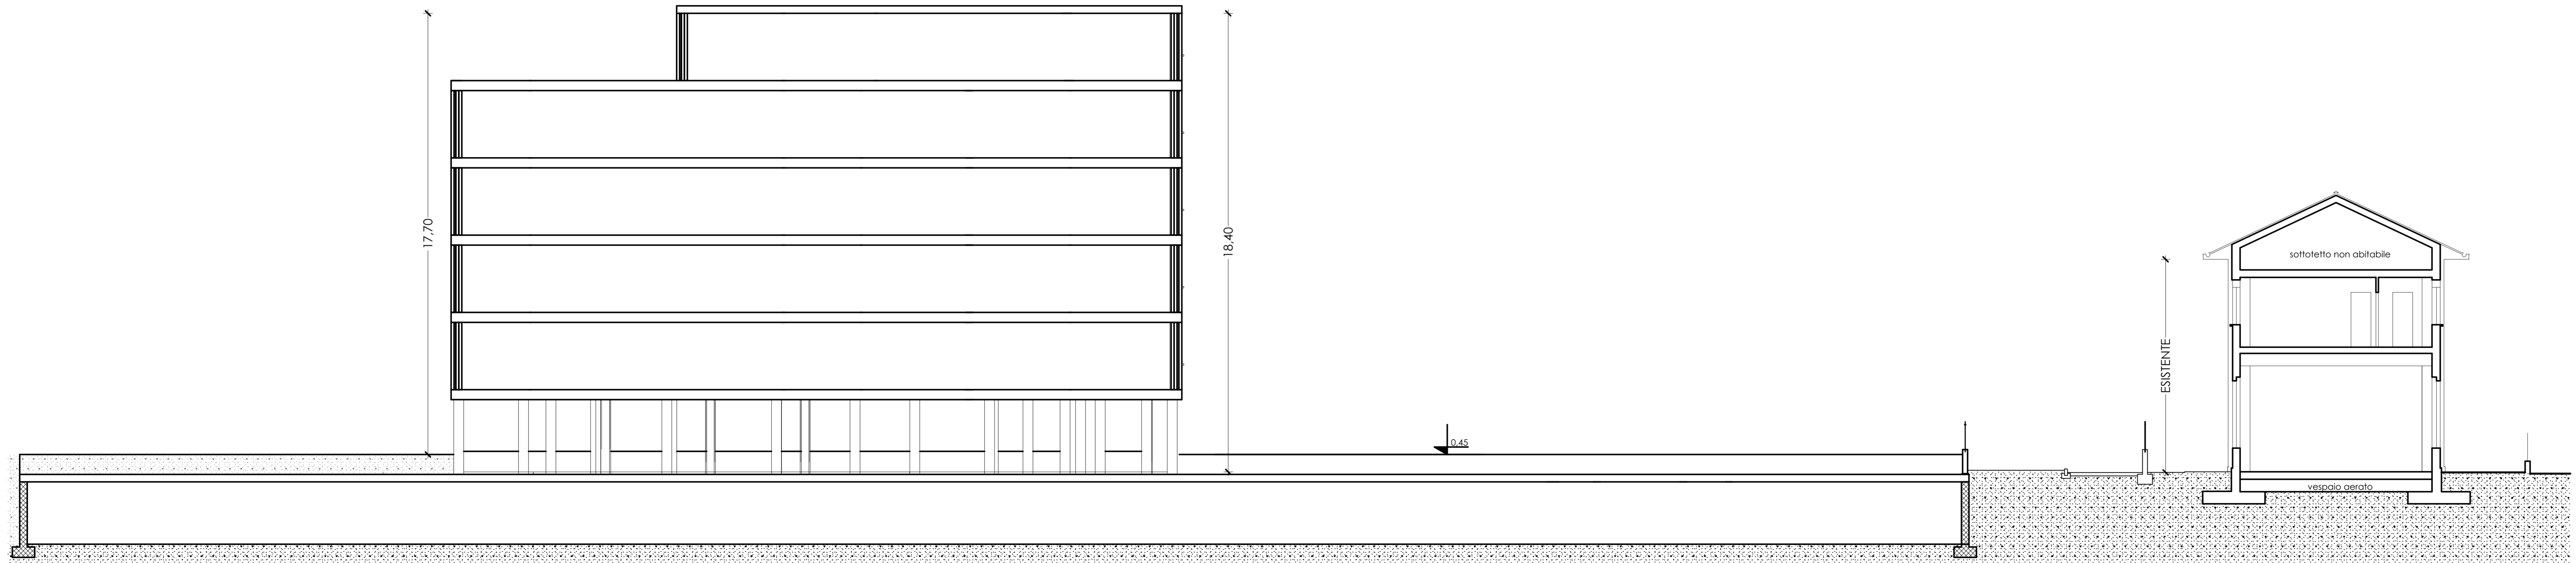 17,70
18,40
0.45
ESISTENTE
sottotetto non abitabile
vespaio aerato